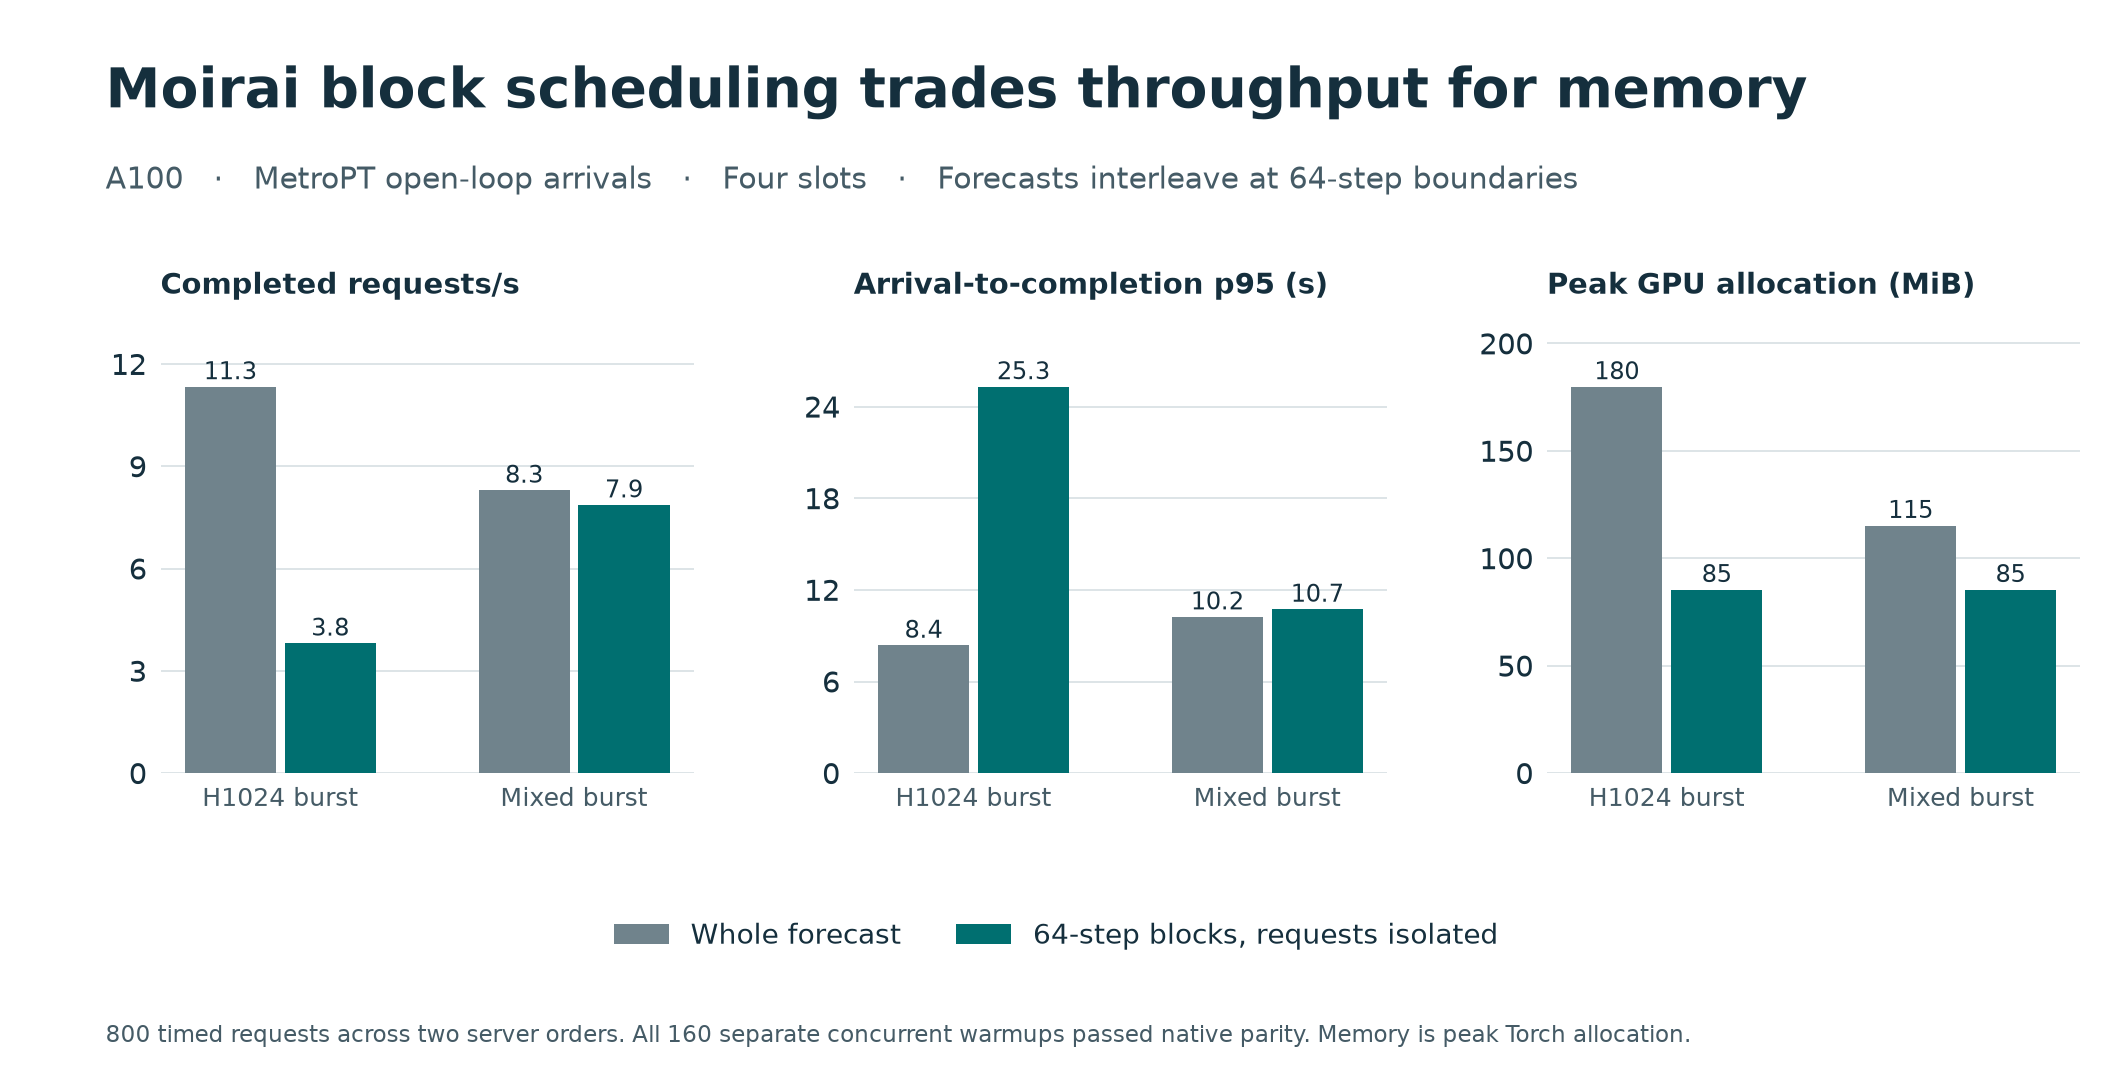 Moirai block scheduling trades throughput for memory
A100 · MetroPT open-loop arrivals · Four slots · Forecasts interleave at 64-step boundaries
Completed requests/s
12
9
6
3
0
11.3
3.8
8.3
7.9
H1024 burst
Mixed burst
Arrival-to-completion p95 (s)
24
18
12
6
0
8.4
25.3
10.2
10.7
H1024 burst
Mixed burst
Peak GPU allocation (MiB)
200
150
100
50
0
180
85
115
85
H1024 burst
Mixed burst
Whole forecast
64-step blocks, requests isolated
800 timed requests across two server orders. All 160 separate concurrent warmups passed native parity. Memory is peak Torch allocation.